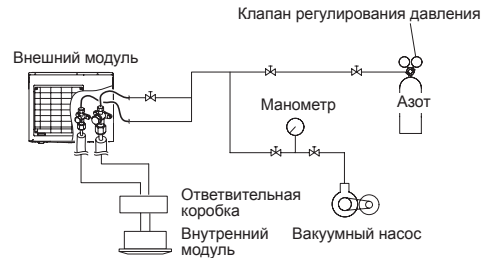 Клапан регулирования давления
Внешний модуль
Манометр
Азот
Ответвительная
коробка
Внутренний
модуль
Вакуумный насос